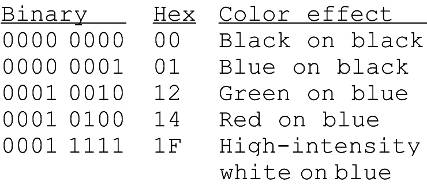 Binary Hex Color effect
0000 0000 00 Black on black
0000 0001 01 Blue on black
0001 0010 12 Green on blue
0001 0100 14 Red on blue
0001 1111 1F High-intensity
white on blue